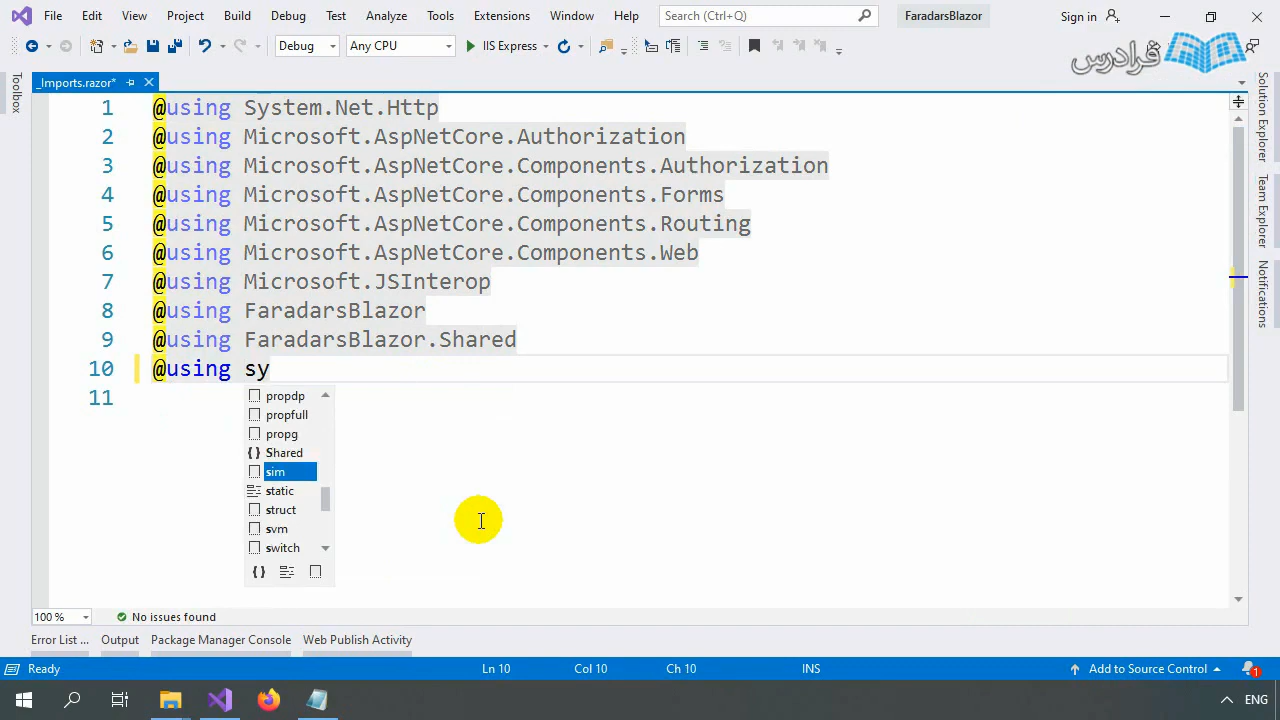 File Edit View Project Build Debug Test Analyze Tools Extensions Window Help Search (Ctrl+Q) FaradarsBlazor Sign in
Debug Any CPU IIS Express
فرادرس
_Imports.razor*
Toolbox
1 @using System.Net.Http
2 @using Microsoft.AspNetCore.Authorization
3 @using Microsoft.AspNetCore.Components.Authorization
4 @using Microsoft.AspNetCore.Components.Forms
5 @using Microsoft.AspNetCore.Components.Routing
6 @using Microsoft.AspNetCore.Components.Web
7 @using Microsoft.JSInterop
8 @using FaradarsBlazor
9 @using FaradarsBlazor.Shared
10 @using sy
11
propdp
propfull
propg
{ } Shared
sim
static
struct
svm
switch
{ }
Solution Explorer
Team Explorer
Notifications
100 % No issues found
Error List ... Output Package Manager Console Web Publish Activity
Ready Ln 10 Col 10 Ch 10 INS Add to Source Control 1
ENG